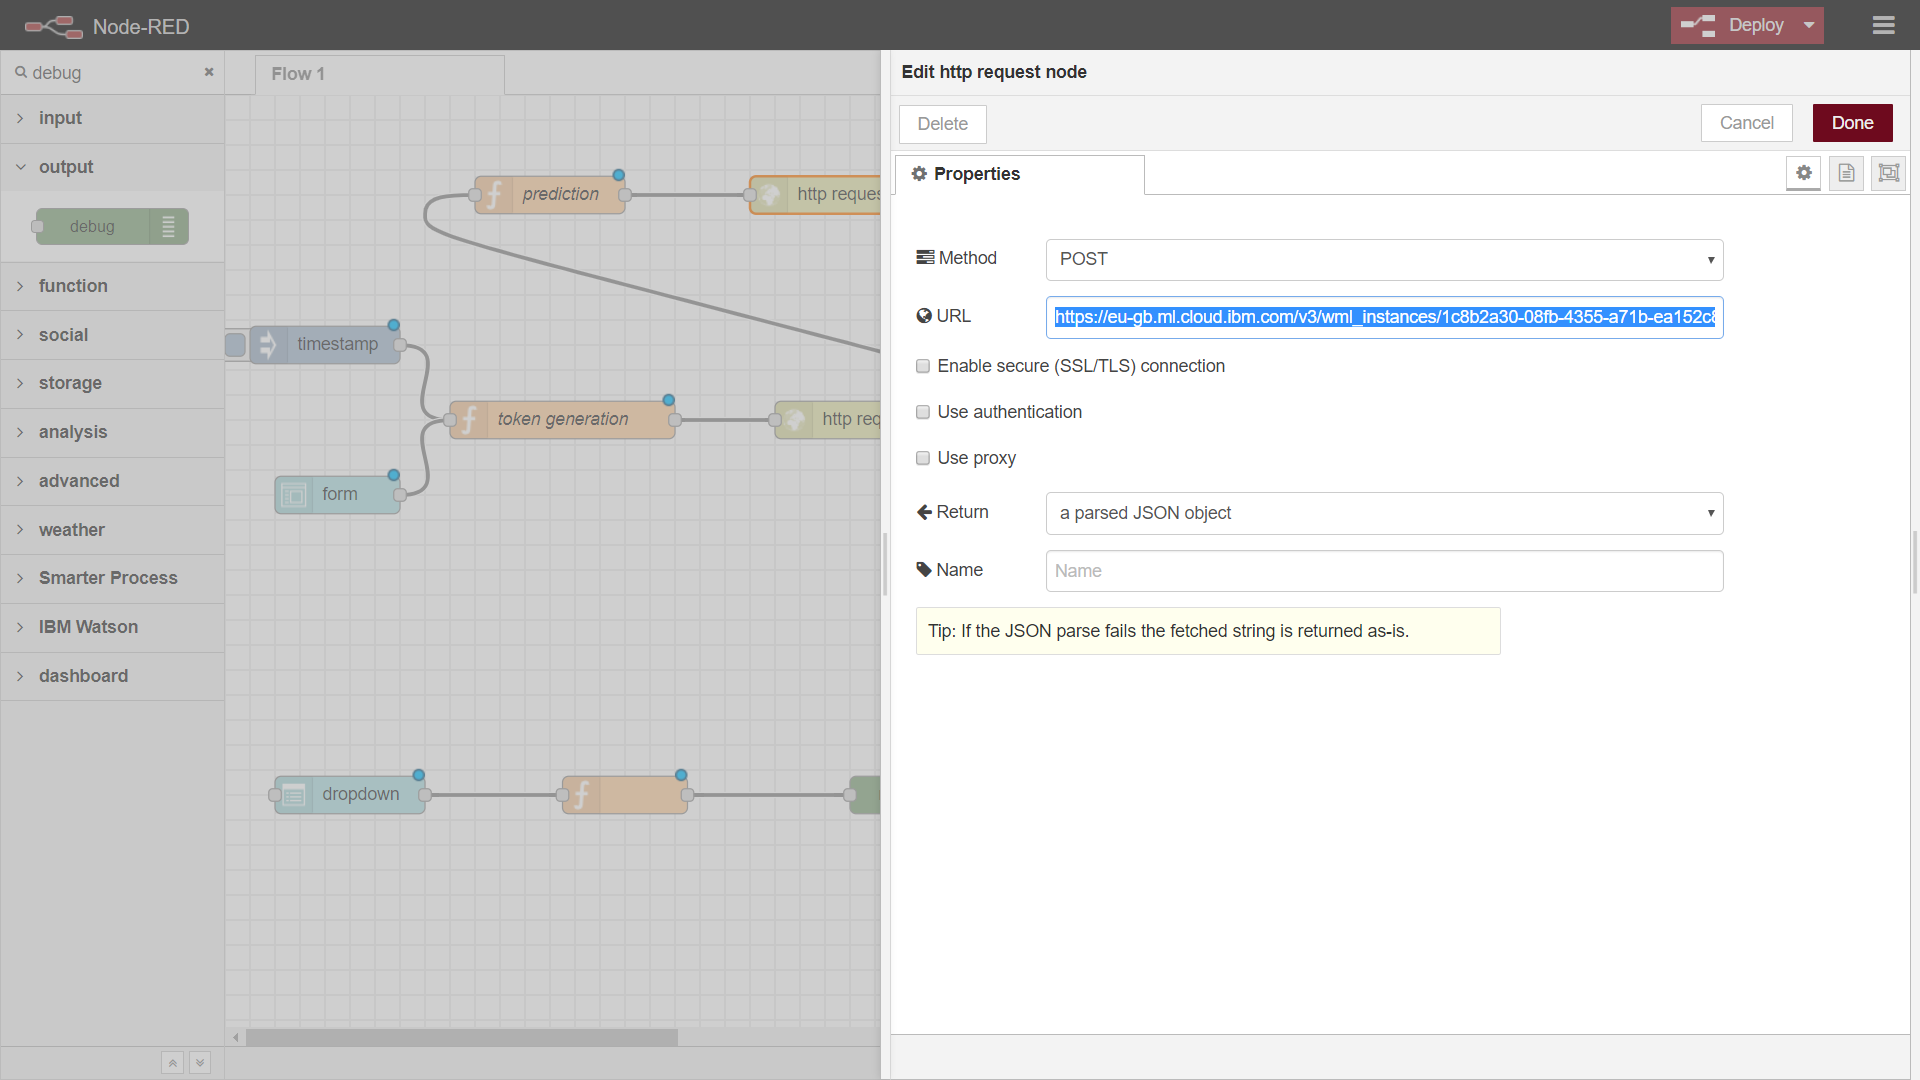 Node-RED
Deploy
debug
Flow 1
Edit http request node
Delete
Cancel
Done
Properties
input
output
debug
function
social
storage
analysis
advanced
weather
Smarter Process
IBM Watson
dashboard
prediction
http reques
timestamp
token generation
http req
form
dropdown
Method
POST
URL
https://eu-gb.ml.cloud.ibm.com/v3/wml_instances/1c8b2a30-08fb-4355-a71b-ea152c8
Enable secure (SSL/TLS) connection
Use authentication
Use proxy
Return
a parsed JSON object
Name
Name
Tip: If the JSON parse fails the fetched string is returned as-is.